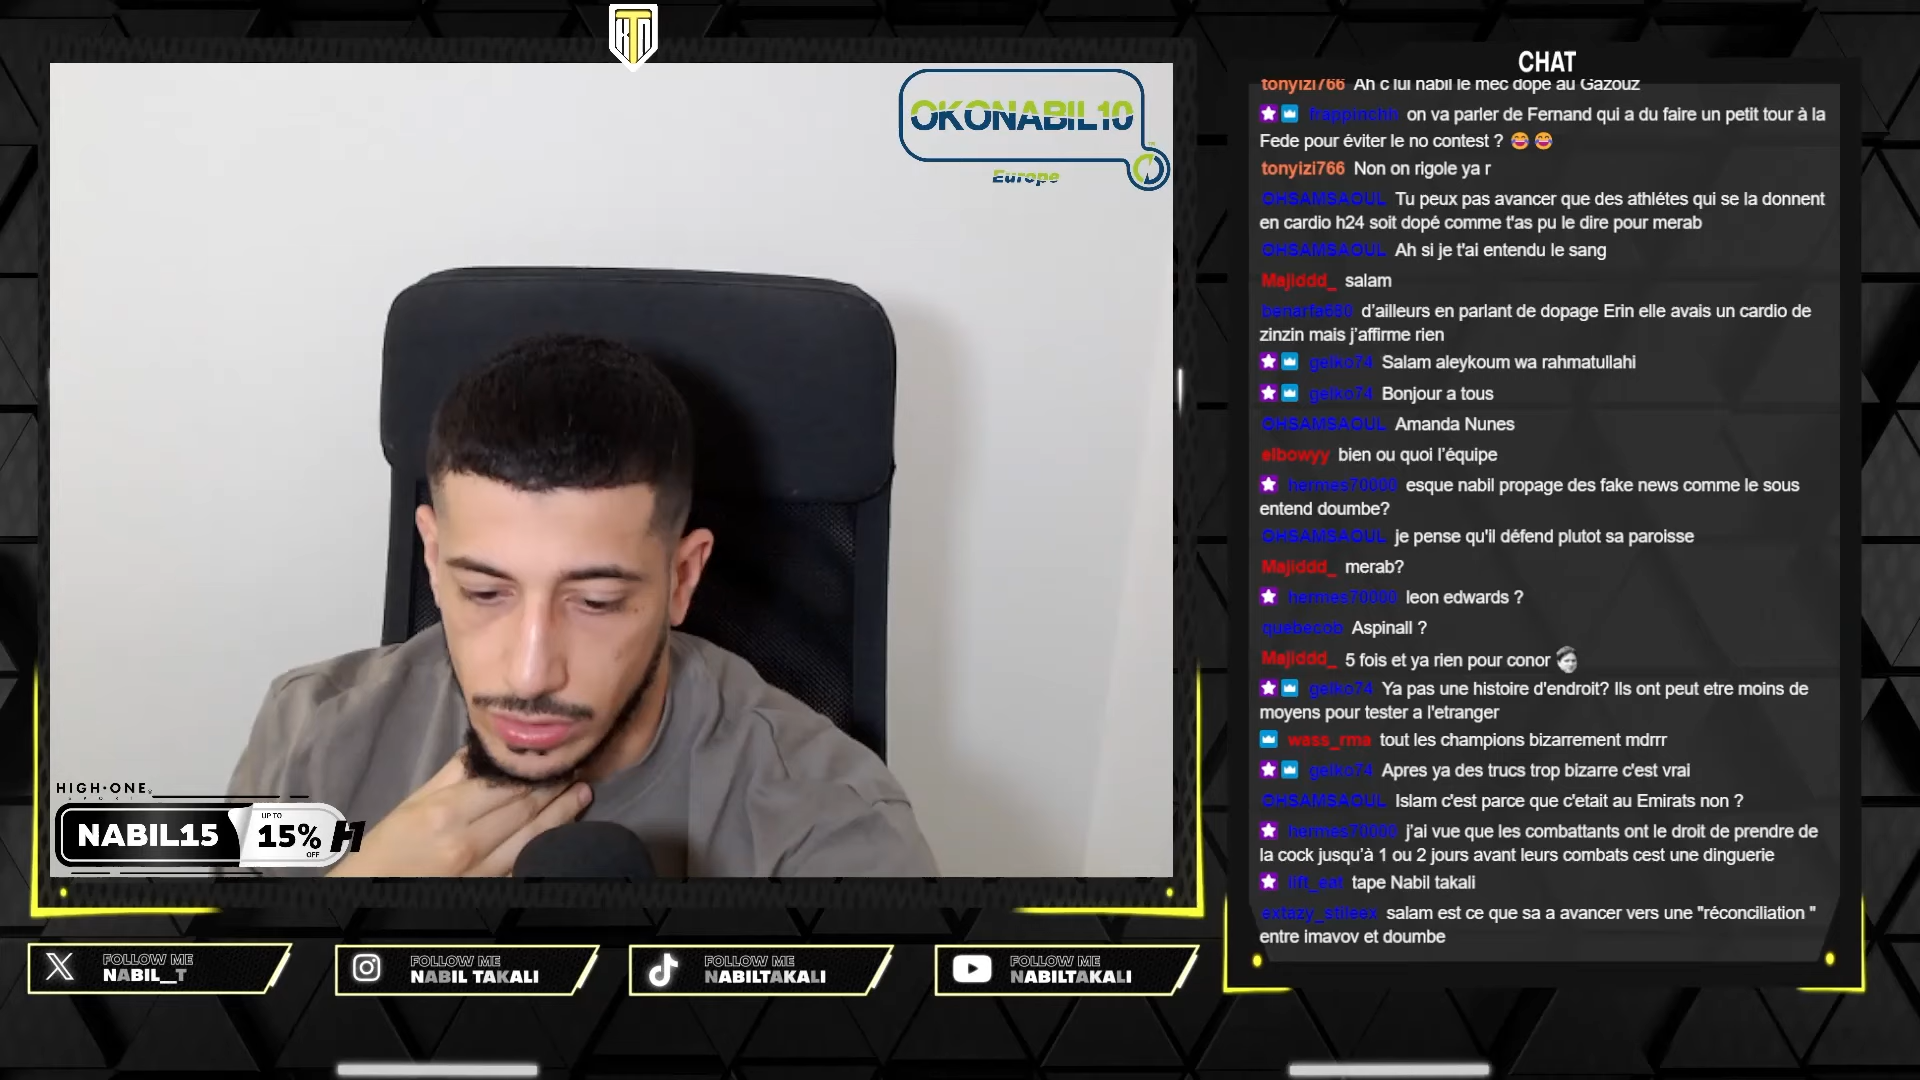 KTN
OKONABIL10
Europe
HIGH·ONE
SPORT
NABIL15
UP TO
15%
OFF
H1
FOLLOW ME
NABIL__T
FOLLOW ME
NABIL TAKALI
FOLLOW ME
NABILTAKALI
FOLLOW ME
NABILTAKALI
CHAT
tonyizi766 Ah c lui nabil le mec dopé au Gazouz
frappinchh on va parler de Fernand qui a du faire un petit tour à la
Fede pour éviter le no contest ? 😂 😂
tonyizi766 Non on rigole ya r
OHSAMSAOUL Tu peux pas avancer que des athlétes qui se la donnent
en cardio h24 soit dopé comme t'as pu le dire pour merab
OHSAMSAOUL Ah si je t'ai entendu le sang
Majiddd_ salam
benarfa680 d'ailleurs en parlant de dopage Erin elle avais un cardio de
zinzin mais j'affirme rien
gelko74 Salam aleykoum wa rahmatullahi
gelko74 Bonjour a tous
OHSAMSAOUL Amanda Nunes
elbowyy bien ou quoi l'équipe
hermes70000 esque nabil propage des fake news comme le sous
entend doumbe?
OHSAMSAOUL je pense qu'il défend plutot sa paroisse
Majiddd_ merab?
hermes70000 leon edwards ?
quebecob Aspinall ?
Majiddd_ 5 fois et ya rien pour conor
gelko74 Ya pas une histoire d'endroit? Ils ont peut etre moins de
moyens pour tester a l'etranger
wass_rma tout les champions bizarrement mdrrr
gelko74 Apres ya des trucs trop bizarre c'est vrai
OHSAMSAOUL Islam c'est parce que c'etait au Emirats non ?
hermes70000 j'ai vue que les combattants ont le droit de prendre de
la cock jusqu'à 1 ou 2 jours avant leurs combats cest une dinguerie
lift_eat tape Nabil takali
extazy_stileex salam est ce que sa a avancer vers une "réconciliation "
entre imavov et doumbe